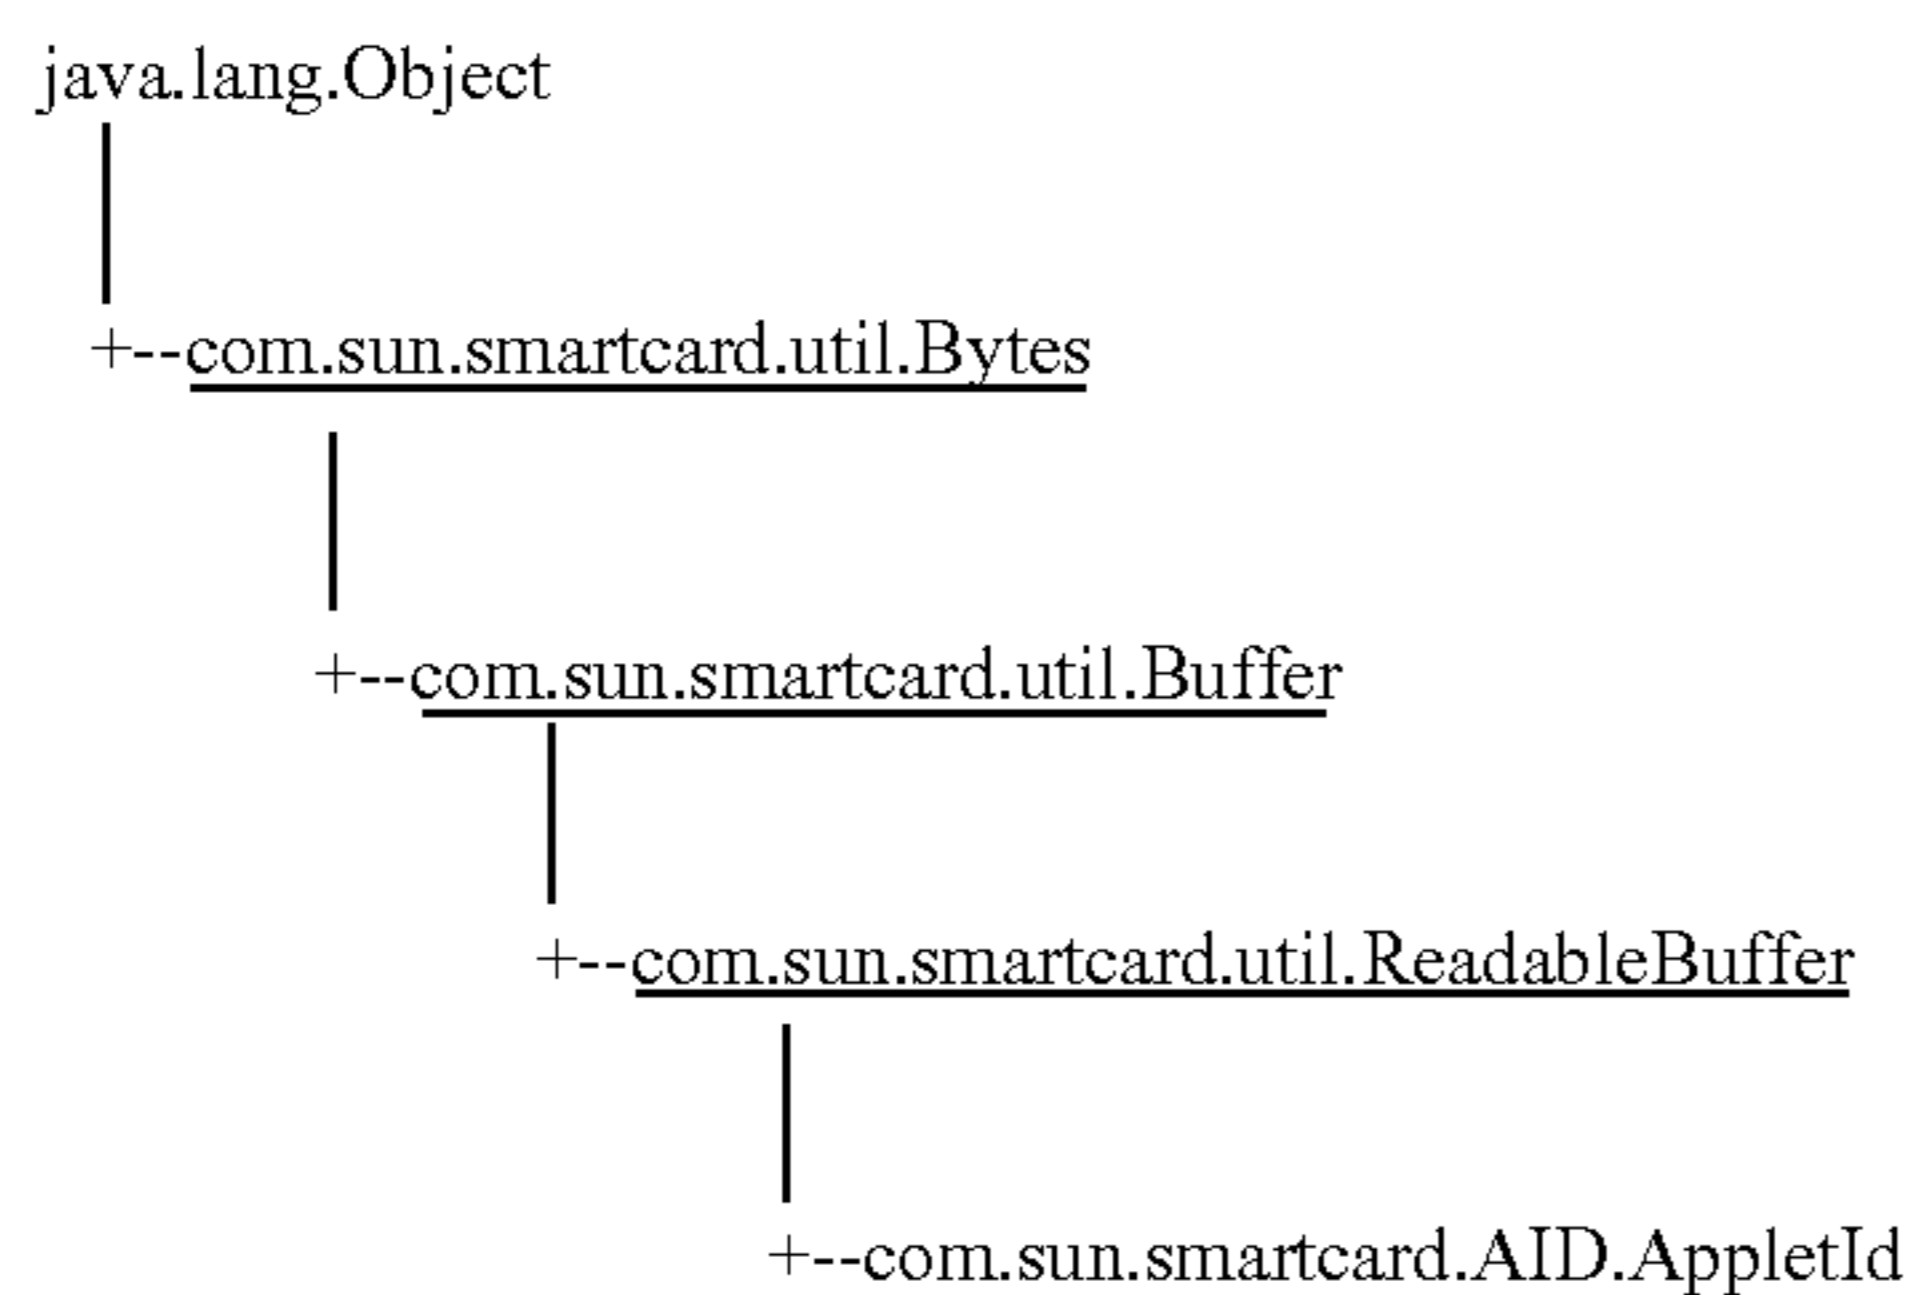 java.lang.Object
+--com.sun.smartcard.util.Bytes
+--com.sun.smartcard.util.Buffer
+--com.sun.smartcard.util.ReadableBuffer
+--com.sun.smartcard.AID.AppletId